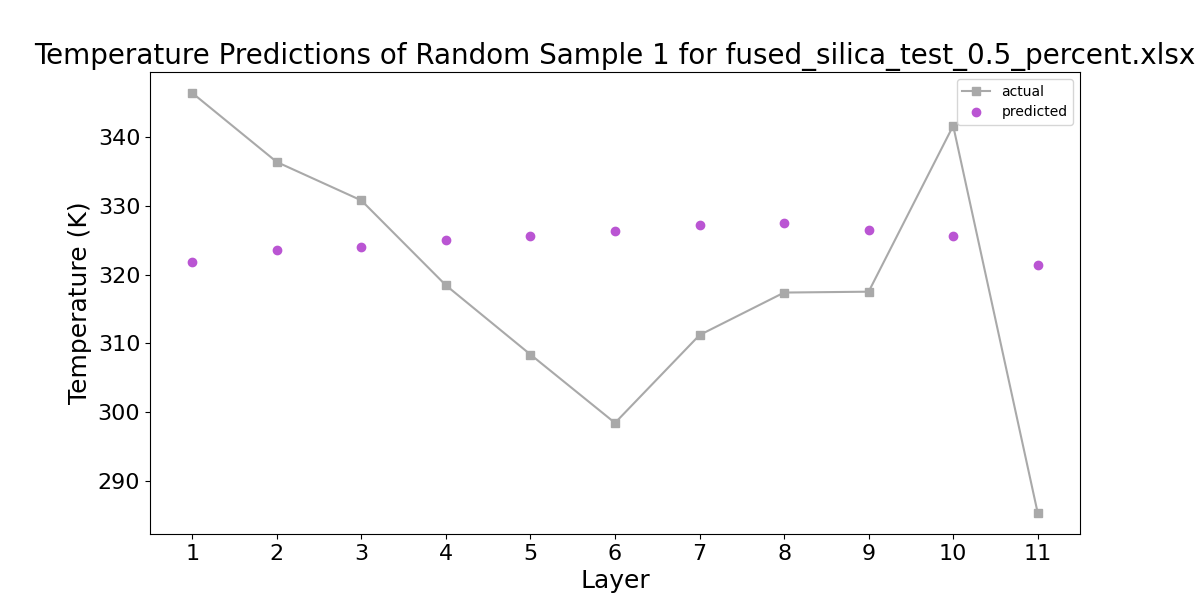 Temperature Predictions of Random Sample 1 for fused_silica_test_0.5_percent.xlsx
actual
predicted
340
330
320
310
300
290
Temperature (K)
1 2 3 4 5 6 7 8 9 10 11
Layer